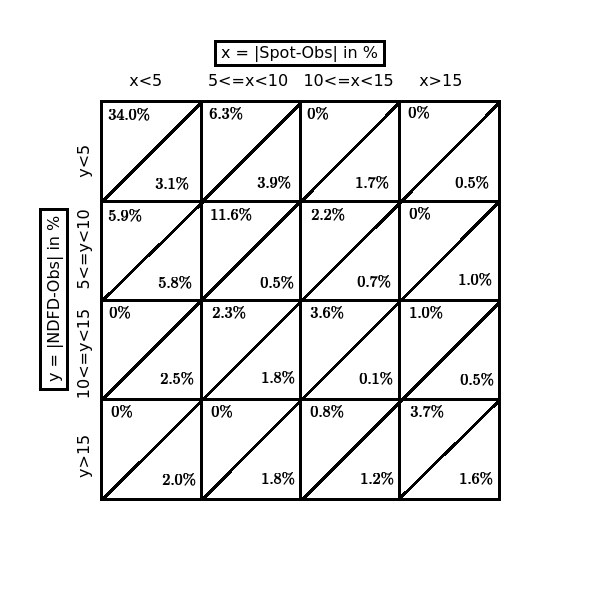 x = |Spot-Obs| in %
x<5 5<=x<10 10<=x<15 x>15
y = |NDFD-Obs| in %
y<5
34.0% 6.3% 0% 0%
3.1% 3.9% 1.7% 0.5%
5<=y<10
5.9% 11.6% 2.2% 0%
5.8% 0.5% 0.7% 1.0%
10<=y<15
0% 2.3% 3.6% 1.0%
2.5% 1.8% 0.1% 0.5%
y>15
0% 0% 0.8% 3.7%
2.0% 1.8% 1.2% 1.6%